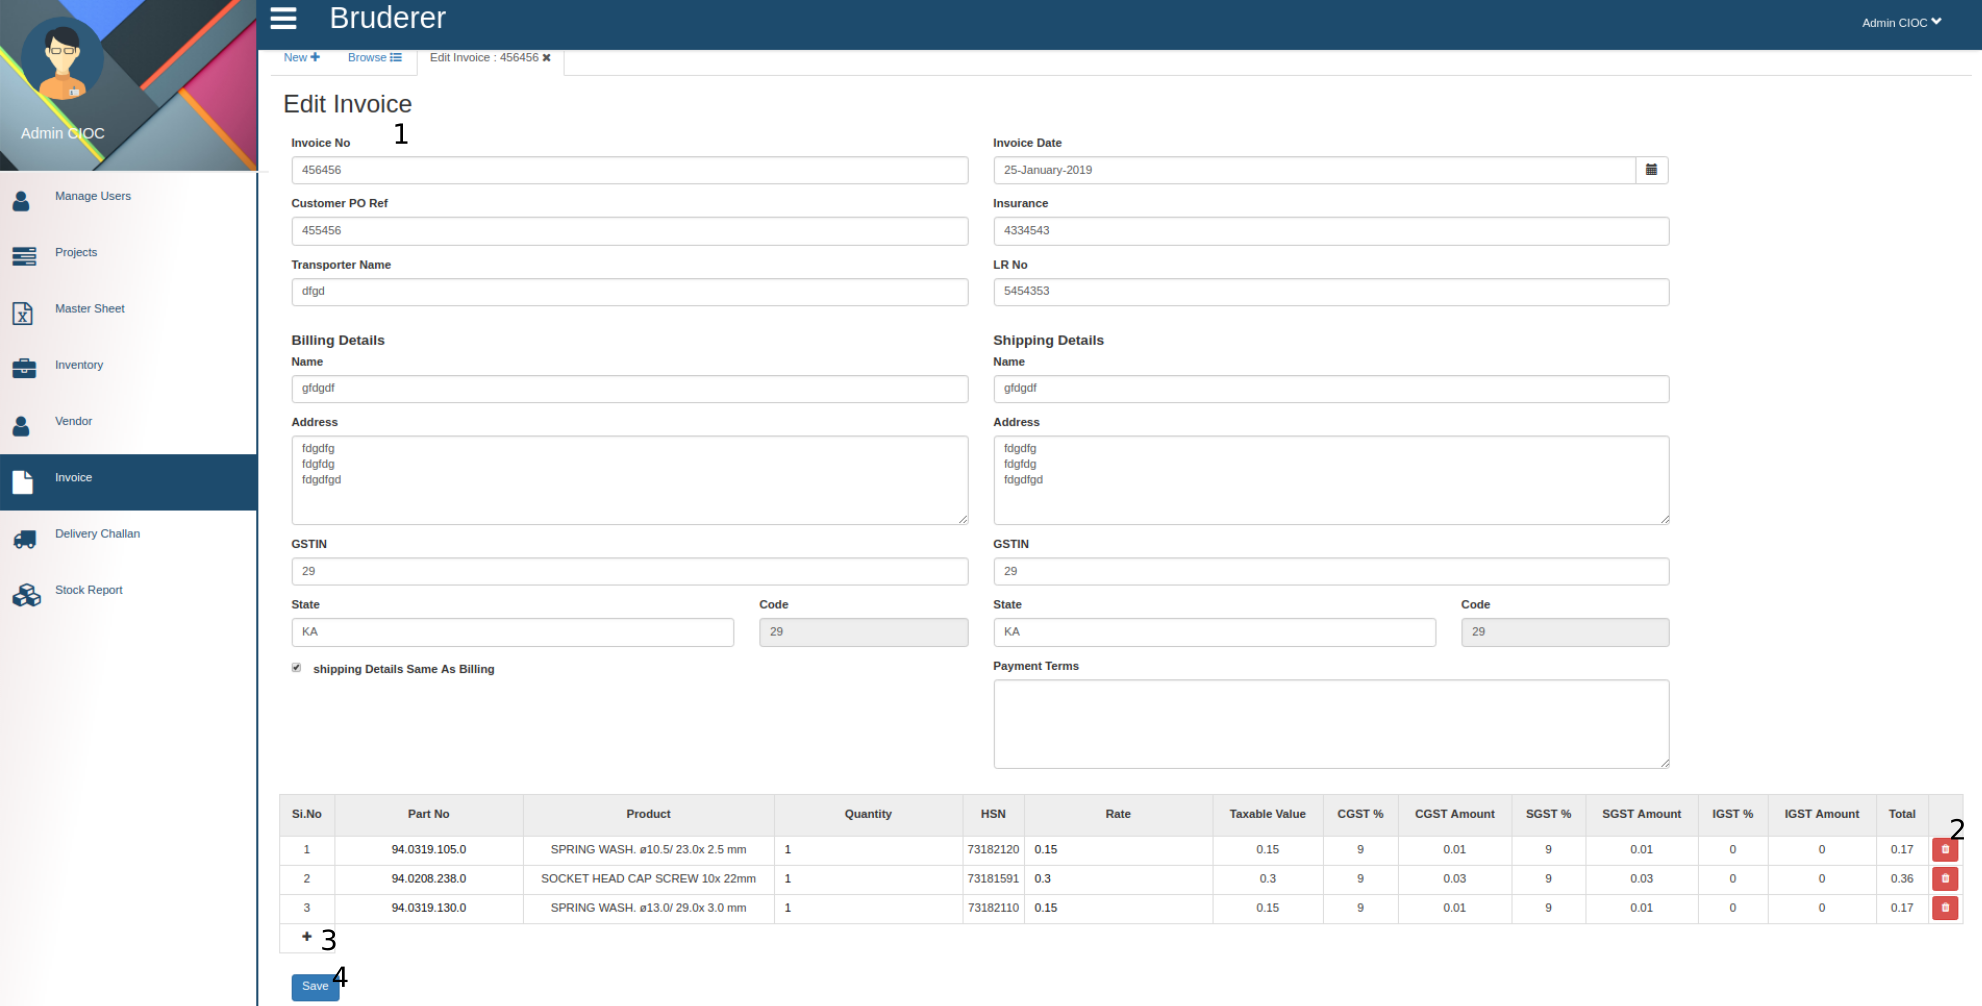 Bruderer
Admin CIOC
New
Browse
Edit Invoice : 456456
Admin CIOC
Manage Users
Projects
Master Sheet
Inventory
Vendor
Invoice
Delivery Challan
Stock Report
Edit Invoice
1
Invoice No
456456
Invoice Date
25-January-2019
Customer PO Ref
455456
Insurance
4334543
Transporter Name
dfgd
LR No
5454353
Billing Details
Name
gfdgdf
Address
fdgdfg
fdgfdg
fdgdfgd
GSTIN
29
State
KA
Code
29
shipping Details Same As Billing
Shipping Details
Name
gfdgdf
Address
fdgdfg
fdgfdg
fdgdfgd
GSTIN
29
State
KA
Code
29
Payment Terms
Si.No Part No Product Quantity HSN Rate Taxable Value CGST % CGST Amount SGST % SGST Amount IGST % IGST Amount Total
2
1 94.0319.105.0 SPRING WASH. ø10.5/ 23.0x 2.5 mm 1 73182120 0.15 0.15 9 0.01 9 0.01 0 0 0.17
2 94.0208.238.0 SOCKET HEAD CAP SCREW 10x 22mm 1 73181591 0.3 0.3 9 0.03 9 0.03 0 0 0.36
3 94.0319.130.0 SPRING WASH. ø13.0/ 29.0x 3.0 mm 1 73182110 0.15 0.15 9 0.01 9 0.01 0 0 0.17
+ 3
Save 4